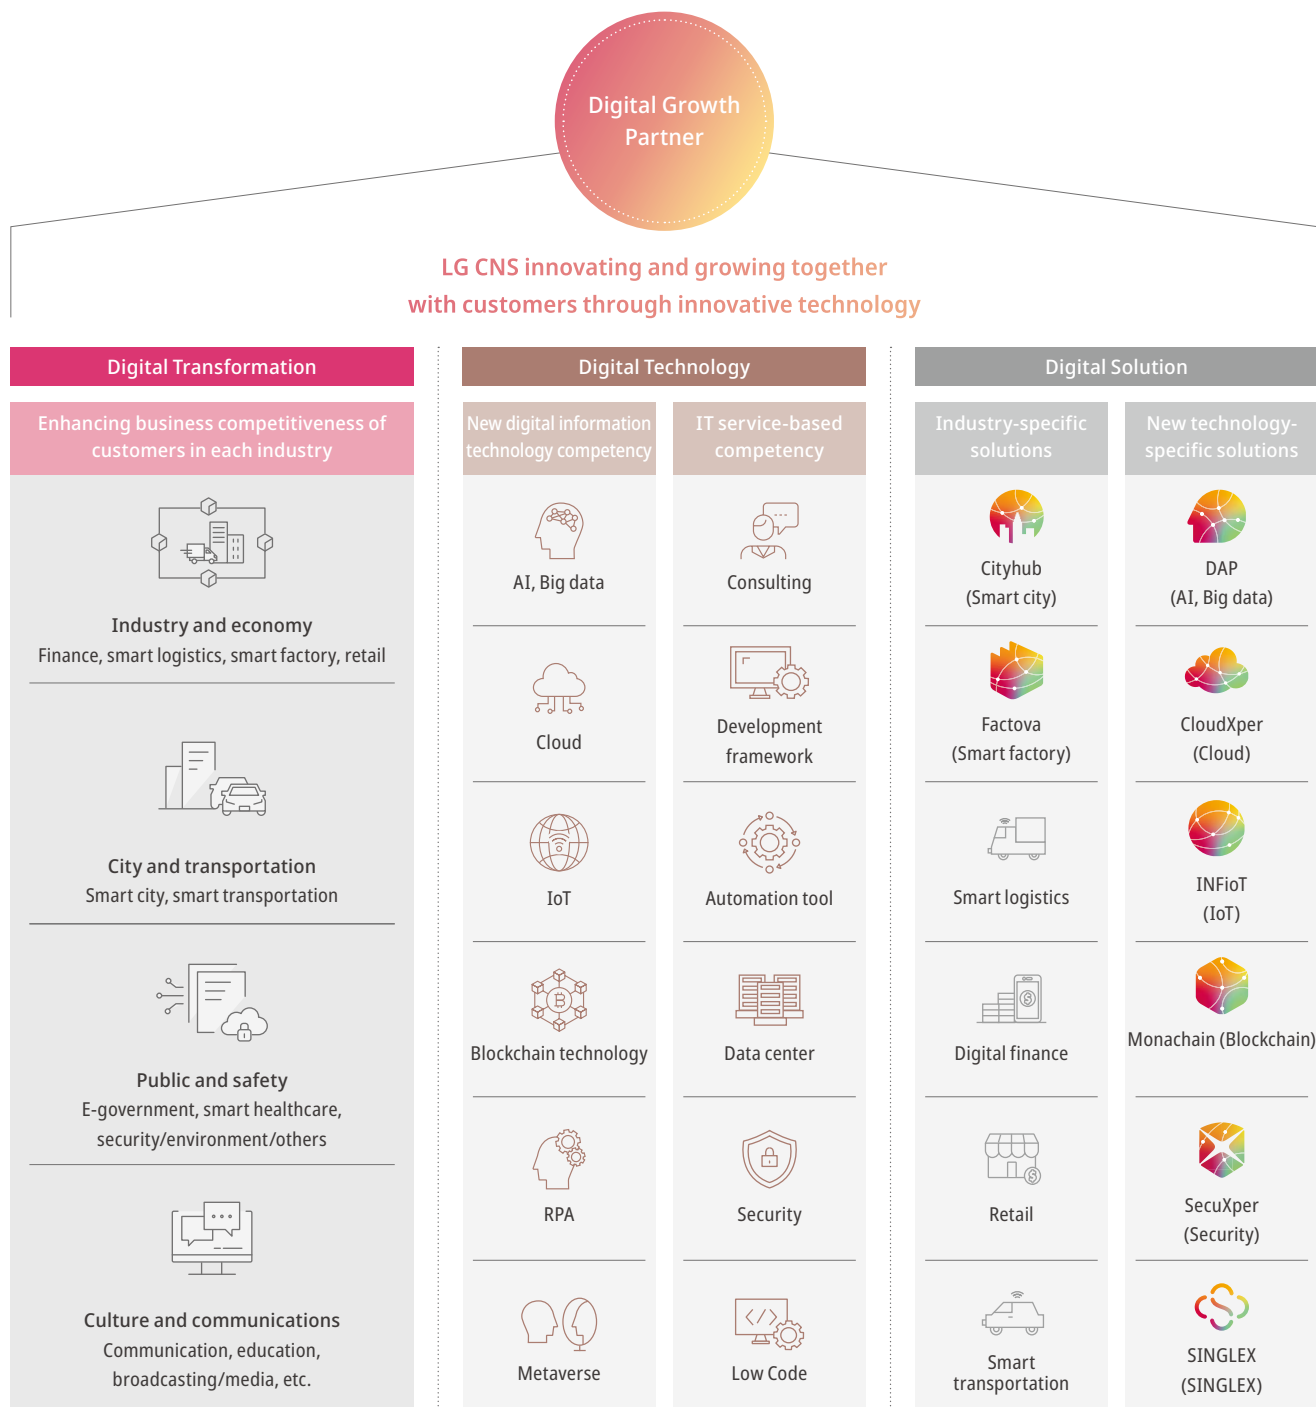 Digital Growth
Partner
LG CNS innovating and growing together
with customers through innovative technology
Digital Transformation
Enhancing business competitiveness of
customers in each industry
Industry and economy
Finance, smart logistics, smart factory, retail
City and transportation
Smart city, smart transportation
Public and safety
E-government, smart healthcare,
security/environment/others
Culture and communications
Communication, education,
broadcasting/media, etc.
Digital Technology
New digital information
technology competency
AI, Big data
Cloud
IoT
Blockchain technology
RPA
Metaverse
IT service-based
competency
Consulting
Development
framework
Automation tool
Data center
Security
Low Code
Digital Solution
Industry-specific
solutions
Cityhub
(Smart city)
Factova
(Smart factory)
Smart logistics
Digital finance
Retail
Smart
transportation
New technology-
specific solutions
DAP
(AI, Big data)
CloudXper
(Cloud)
INFioT
(IoT)
Monachain (Blockchain)
SecuXper
(Security)
SINGLEX
(SINGLEX)